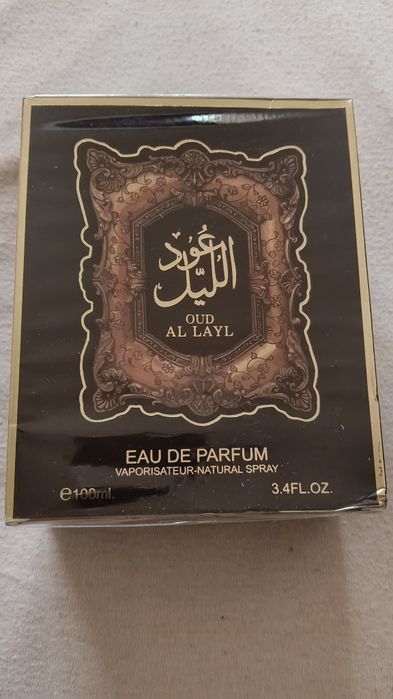 عود
الليل
OUD
AL LAYL
EAU DE PARFUM
VAPORISATEUR-NATURAL SPRAY
℮100ml. 3.4FL.OZ.